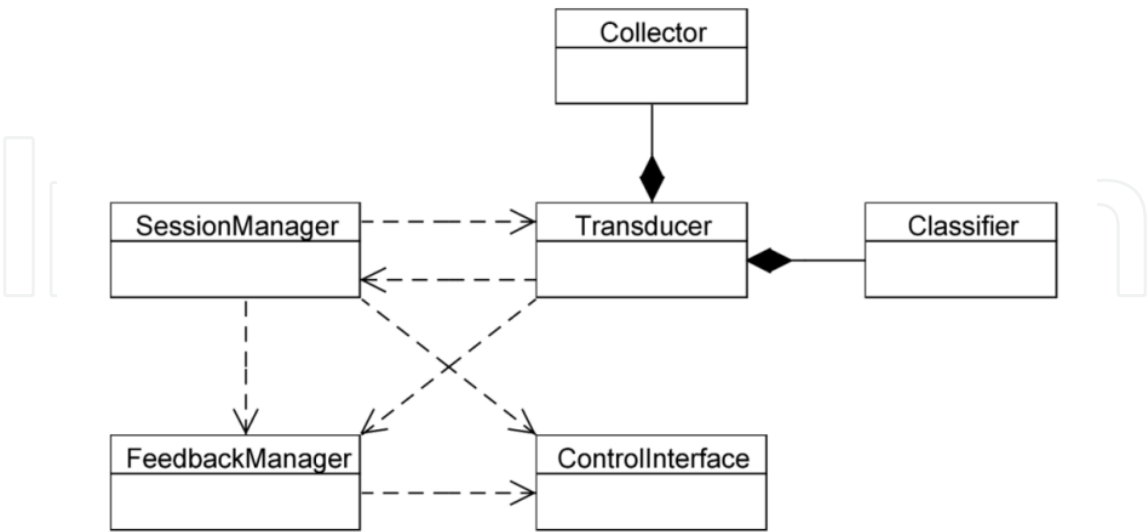 Collector
SessionManager
Transducer
Classifier
FeedbackManager
ControlInterface